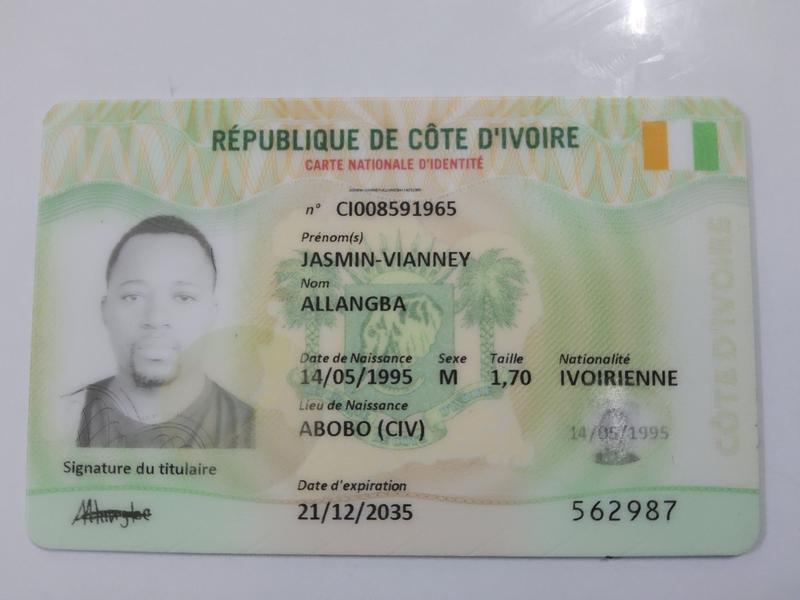 RÉPUBLIQUE DE CÔTE D'IVOIRE
CARTE NATIONALE D'IDENTITÉ
n° CI008591965
Prénom(s)
JASMIN-VIANNEY
Nom
ALLANGBA
Date de Naissance Sexe Taille Nationalité
14/05/1995 M 1,70 IVOIRIENNE
Lieu de Naissance
ABOBO (CIV)
14/05/1995
Signature du titulaire
Date d'expiration
21/12/2035
562987
CÔTE D'IVOIRE